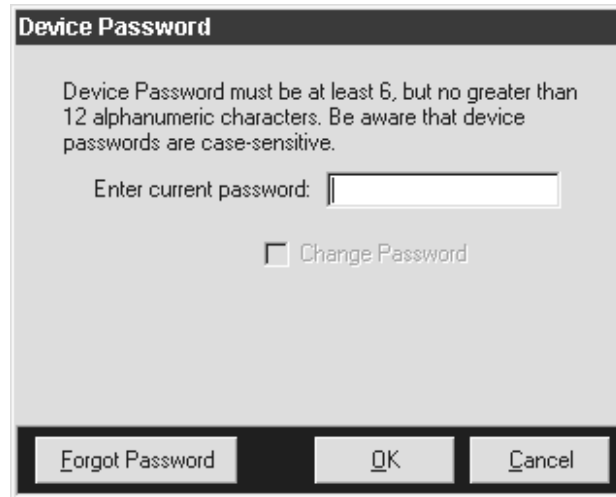 Device Password
Device Password must be at least 6, but no greater than
12 alphanumeric characters. Be aware that device
passwords are case-sensitive.
Enter current password:
Change Password
Forgot Password OK Cancel